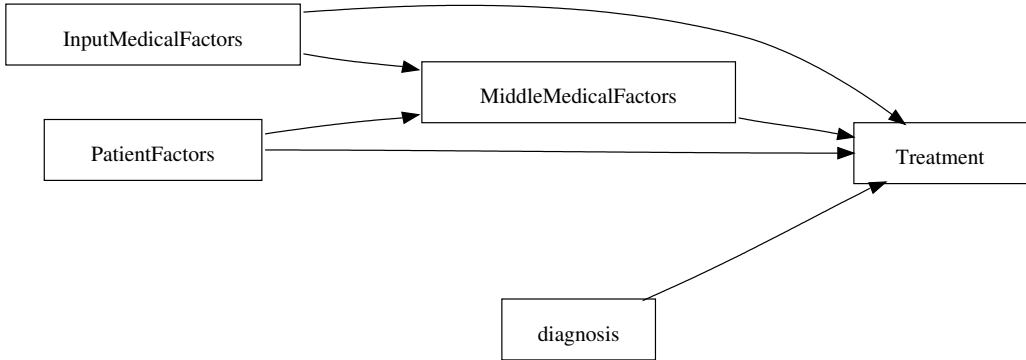 InputMedicalFactors
MiddleMedicalFactors
PatientFactors
Treatment
diagnosis